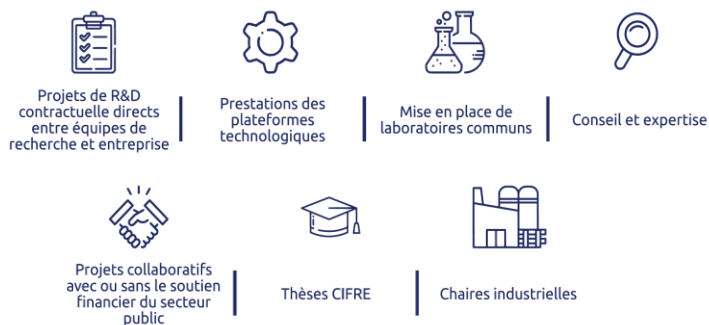 Projets de R&D
contractuelle directs
entre équipes de
recherche et entreprise
Prestations des
plateformes
technologiques
Mise en place de
laboratoires communs
Conseil et expertise
Projets collaboratifs
avec ou sans le soutien
financier du secteur
public
Thèses CIFRE
Chaires industrielles